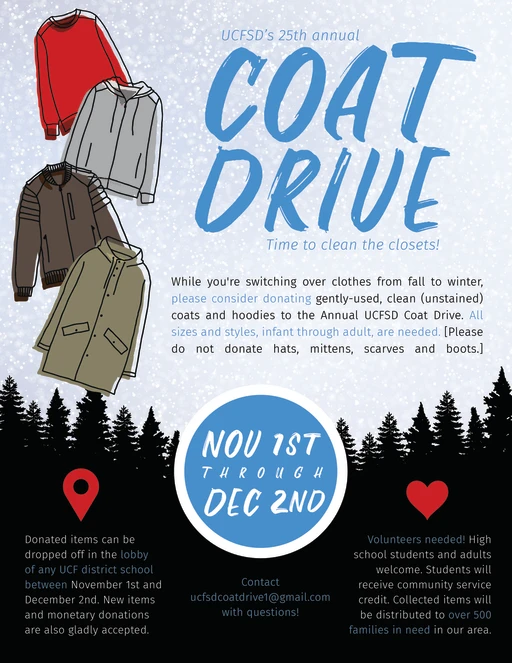 UCFSD's 25th annual
COAT
DRIVE
Time to clean the closets!
While you're switching over clothes from fall to winter,
please consider donating gently-used, clean (unstained)
coats and hoodies to the Annual UCFSD Coat Drive. All
sizes and styles, infant through adult, are needed. [Please
do not donate hats, mittens, scarves and boots.]
NOV 1ST
THROUGH
DEC 2ND
Donated items can be
dropped off in the lobby
of any UCF district school
between November 1st and
December 2nd. New items
and monetary donations
are also gladly accepted.
Contact
ucfsdcoatdrive1@gmail.com
with questions!
Volunteers needed! High
school students and adults
welcome. Students will
receive community service
credit. Collected items will
be distributed to over 500
families in need in our area.